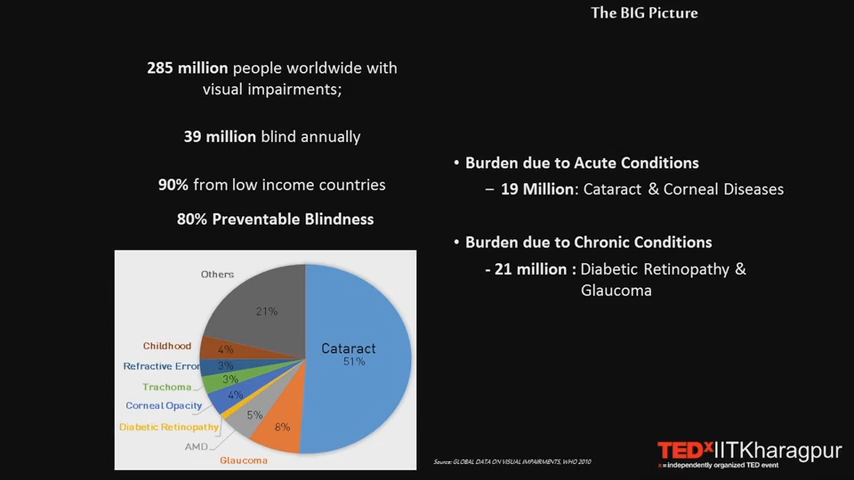 The BIG Picture
285 million people worldwide with
visual impairments;
39 million blind annually
90% from low income countries
80% Preventable Blindness
• Burden due to Acute Conditions
– 19 Million: Cataract & Corneal Diseases
• Burden due to Chronic Conditions
- 21 million : Diabetic Retinopathy &
Glaucoma
Others
21%
Childhood
4%
Cataract
51%
Refractive Error
3%
Trachoma
3%
Corneal Opacity
4%
Diabetic Retinopathy
AMD
5%
Glaucoma
8%
Source: GLOBAL DATA ON VISUAL IMPAIRMENTS, WHO 2010
TEDxIITKharagpur
x = independently organized TED event